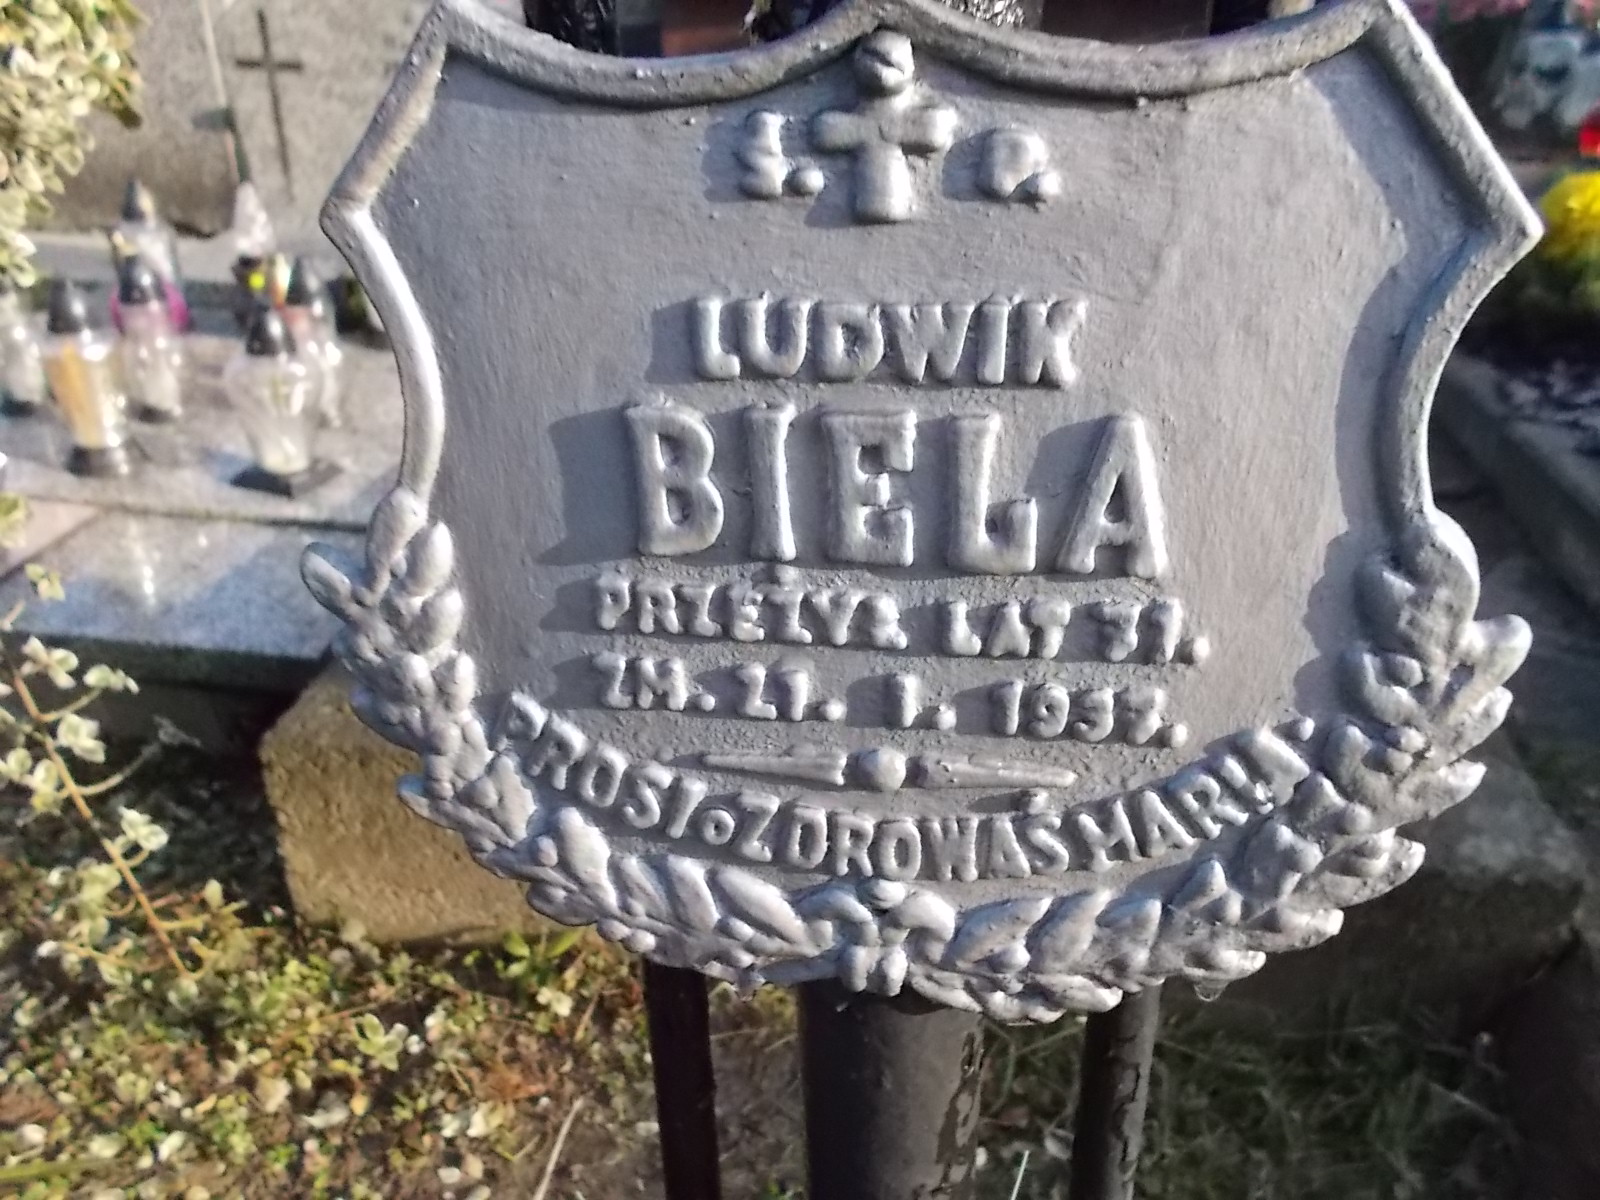 Ś. P.
LUDWIK
BIELA
PRZEŻYŁ LAT 71.
ZM. 21. 1. 1937.
PROSI o ZDROWAŚ MARIA